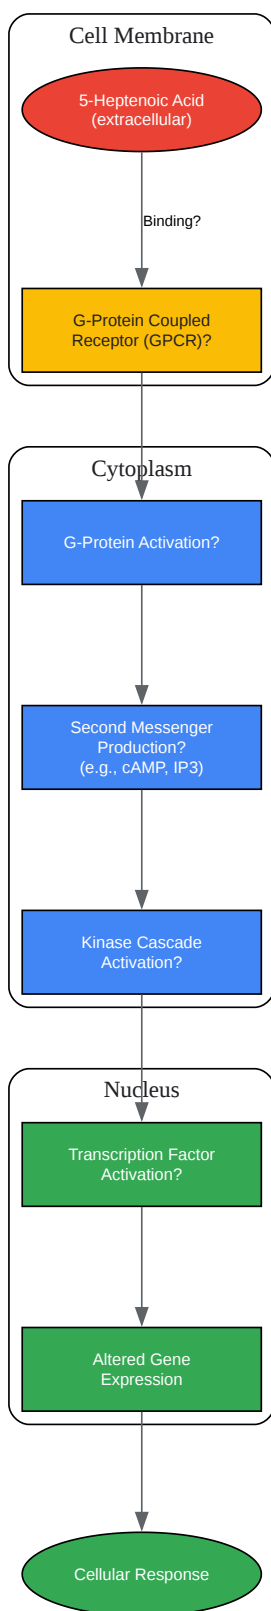 Cell Membrane
5-Heptenoic Acid
(extracellular)
Binding?
G-Protein Coupled
Receptor (GPCR)?
Cytoplasm
G-Protein Activation?
Second Messenger
Production?
(e.g., cAMP, IP3)
Kinase Cascade
Activation?
Nucleus
Transcription Factor
Activation?
Altered Gene
Expression
Cellular Response